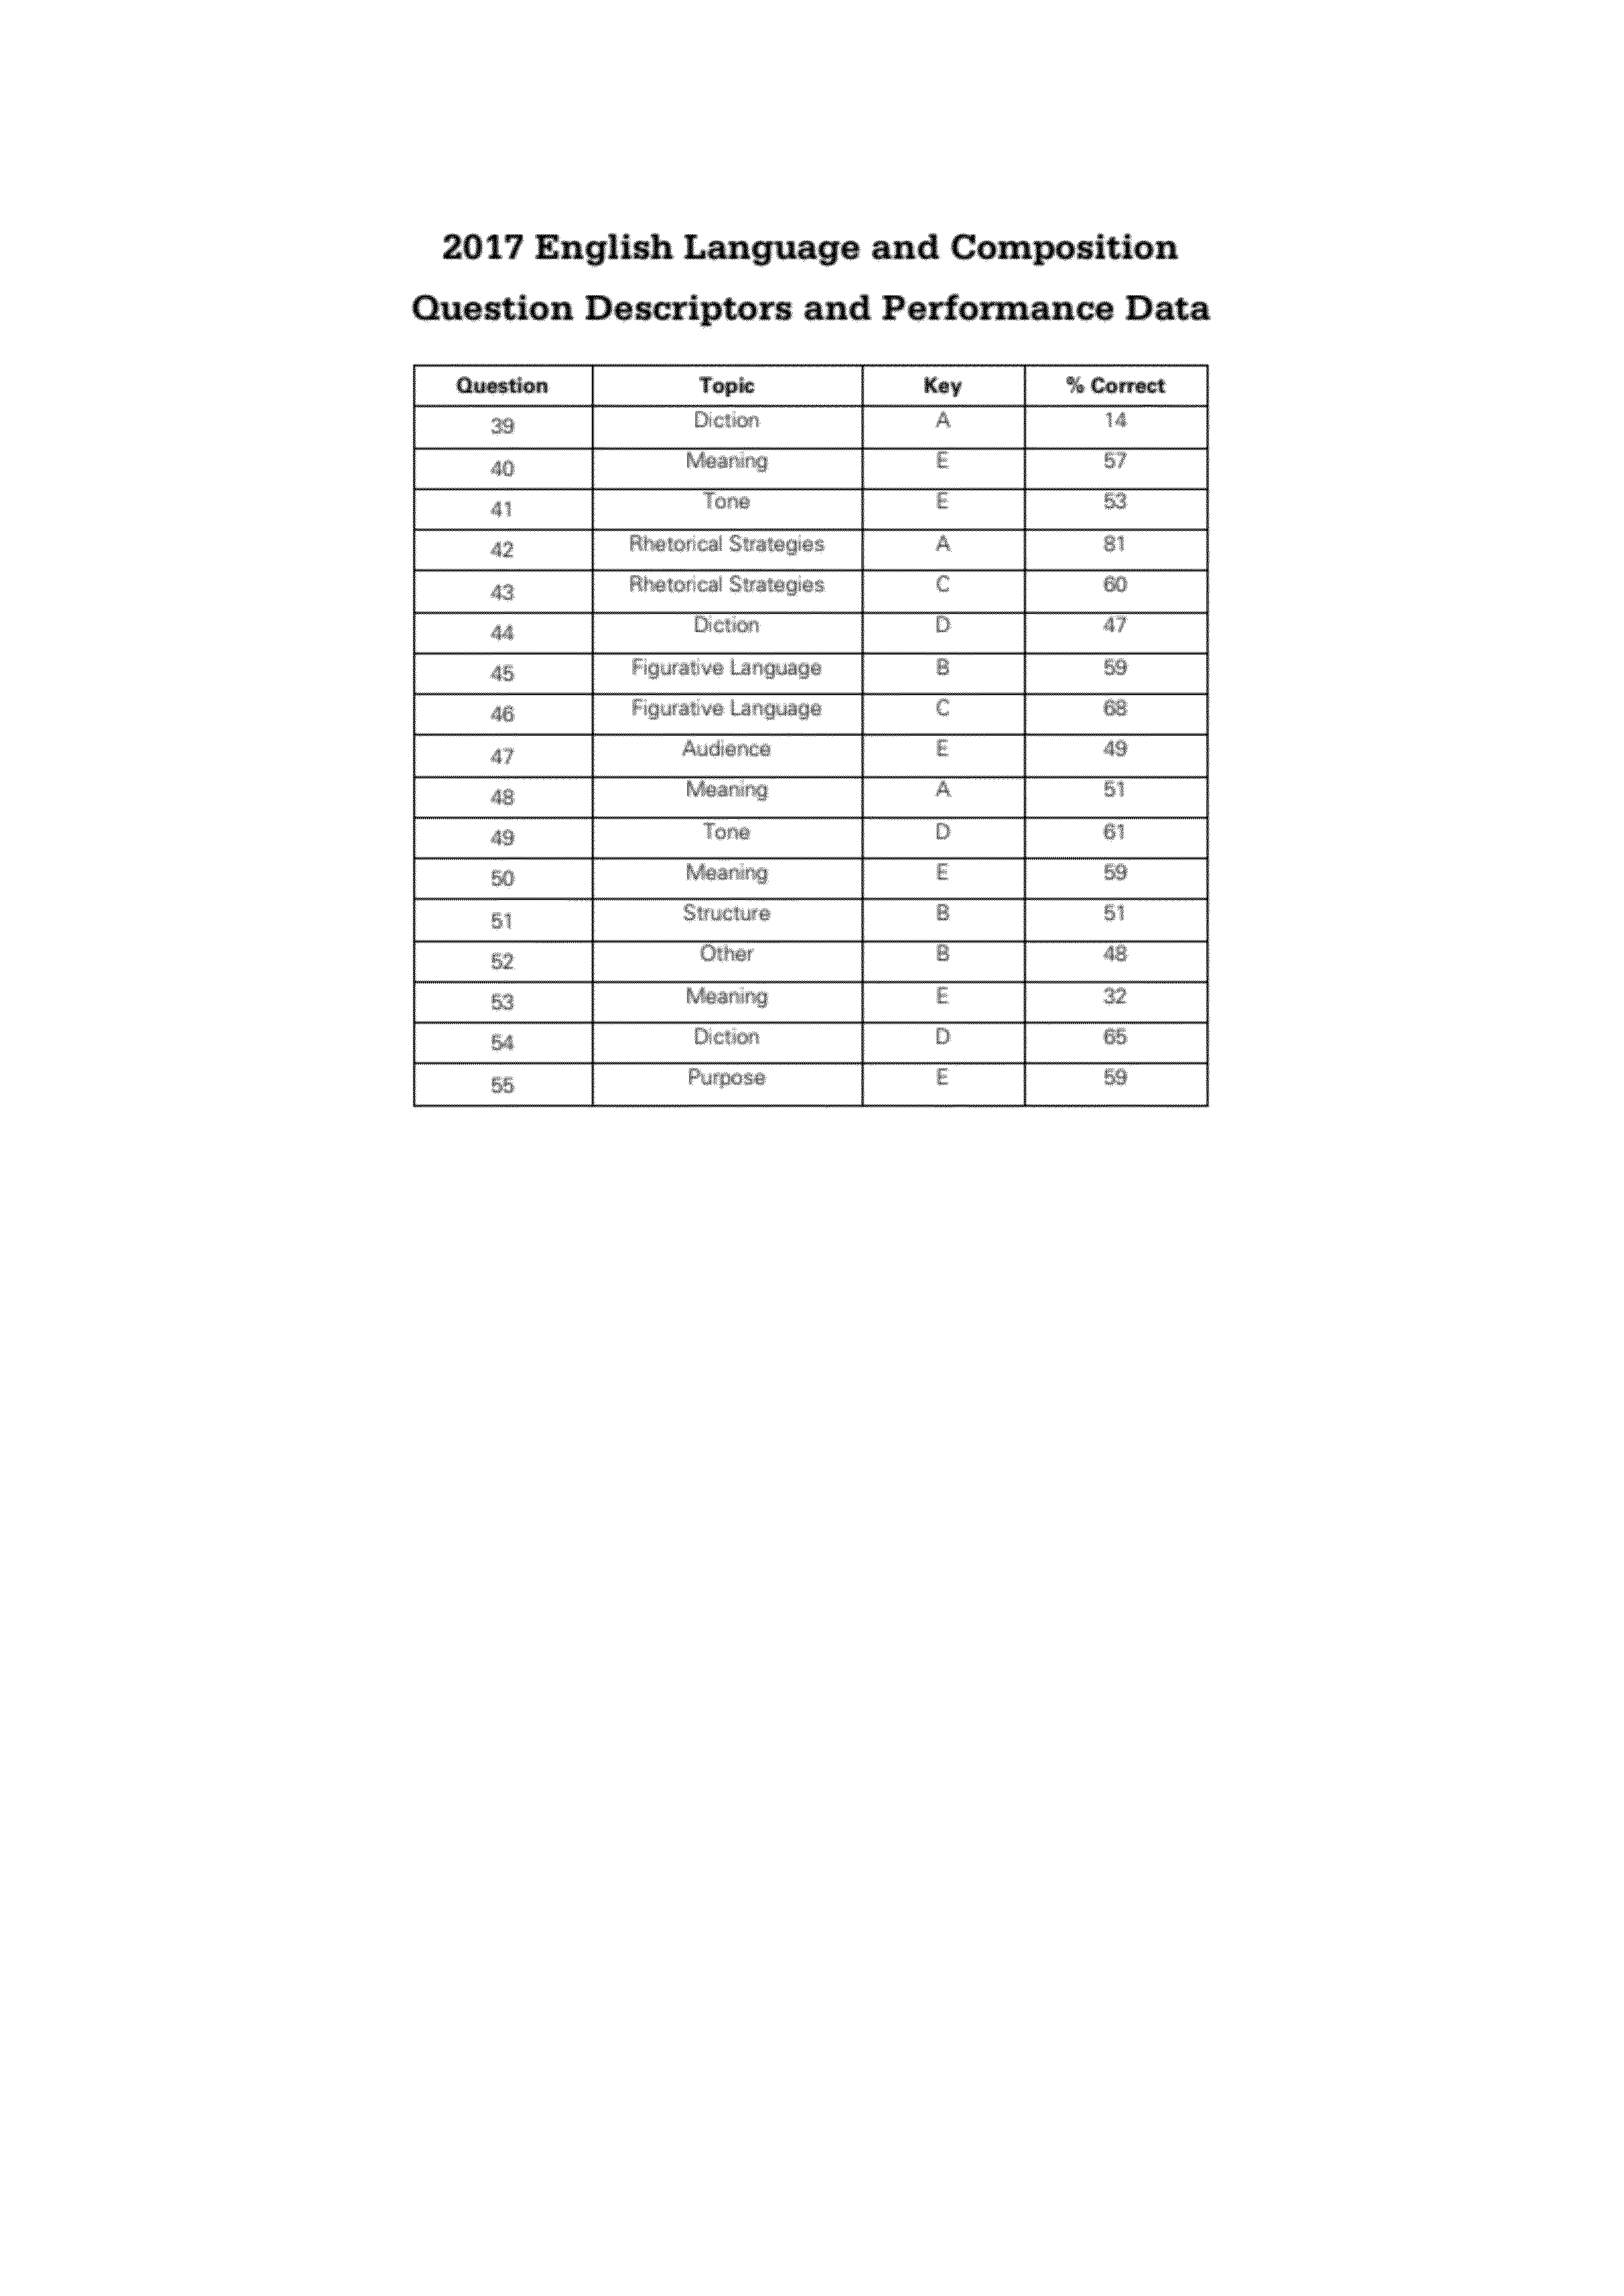 2017 English Language and Composition
Question Descriptors and Performance Data
Question Topic Key % Correct
39 Diction A 14
40 Meaning E 57
41 Tone E 53
42 Rhetorical Strategies A 81
43 Rhetorical Strategies C 60
44 Diction D 47
45 Figurative Language B 59
46 Figurative Language C 68
47 Audience E 49
48 Meaning A 51
49 Tone D 61
50 Meaning E 59
51 Structure B 51
52 Other B 48
53 Meaning E 32
54 Diction D 65
55 Purpose E 59